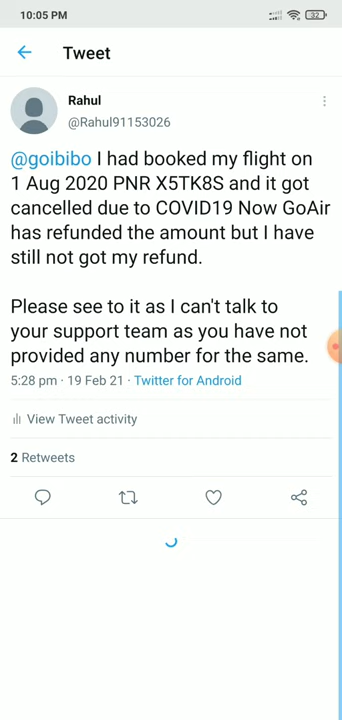 10:05 PM
32
Tweet
Rahul
@Rahul91153026
@goibibo I had booked my flight on
1 Aug 2020 PNR X5TK8S and it got
cancelled due to COVID19 Now GoAir
has refunded the amount but I have
still not got my refund.
Please see to it as I can't talk to
your support team as you have not
provided any number for the same.
5:28 pm · 19 Feb 21 · Twitter for Android
View Tweet activity
2 Retweets